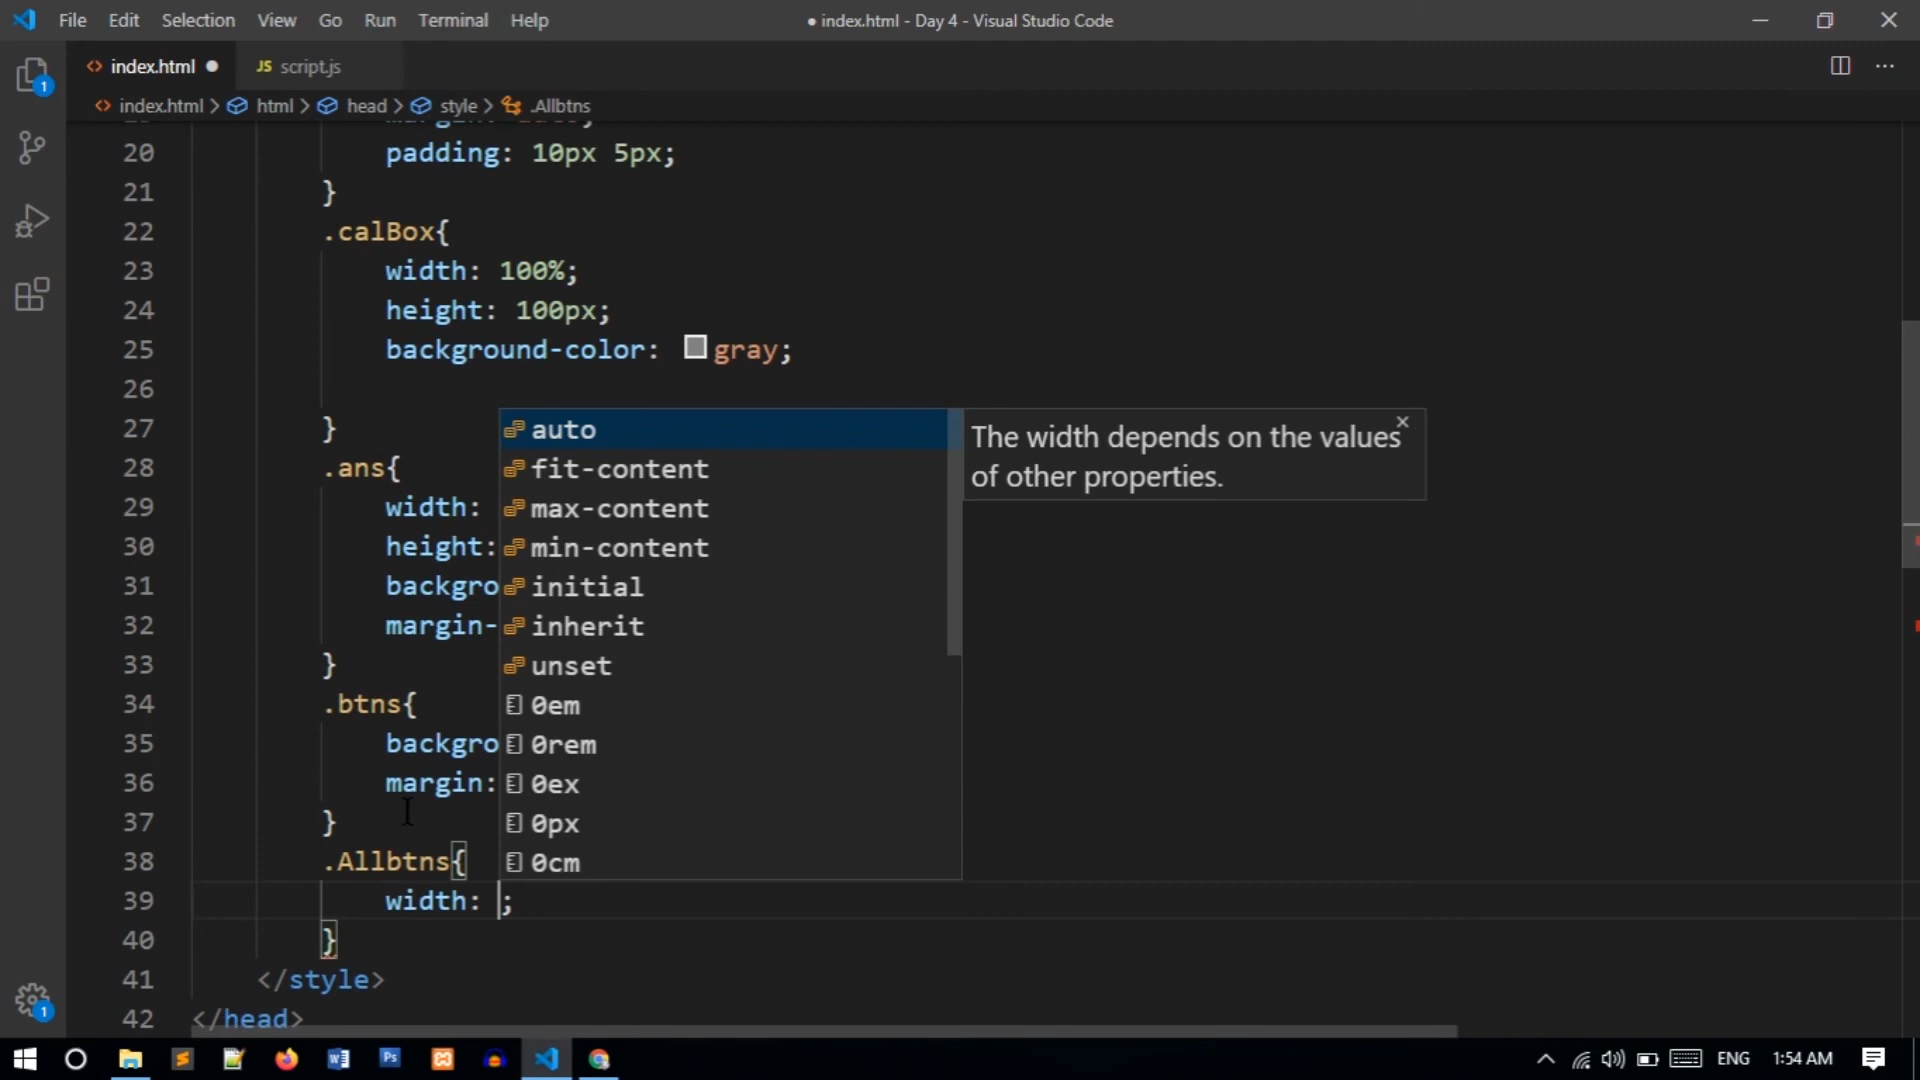 File Edit Selection View Go Run Terminal Help
● index.html - Day 4 - Visual Studio Code
index.html ●
JS script.js
index.html > html > head > style > .Allbtns
20 padding: 10px 5px;
21 }
22 .calBox{
23 width: 100%;
24 height: 100px;
25 background-color: gray;
26
27 }
28 .ans{
29 width:
30 height:
31 backgro
32 margin-
33 }
34 .btns{
35 backgro
36 margin:
37 }
38 .Allbtns{
39 width: ;
40 }
41 </style>
42 </head>
auto
fit-content
max-content
min-content
initial
inherit
unset
0em
0rem
0ex
0px
0cm
The width depends on the values
of other properties.
1
1
ENG 1:54 AM